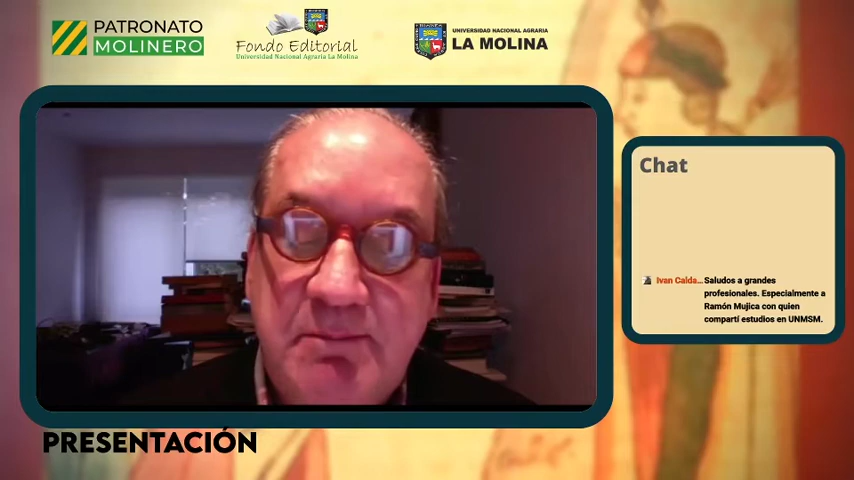 PATRONATO
MOLINERO
Fondo Editorial
Universidad Nacional Agraria La Molina
UNIVERSIDAD NACIONAL AGRARIA
LA MOLINA
Chat
Ivan Calda... Saludos a grandes
profesionales. Especialmente a
Ramón Mujica con quien
compartí estudios en UNMSM.
PRESENTACIÓN